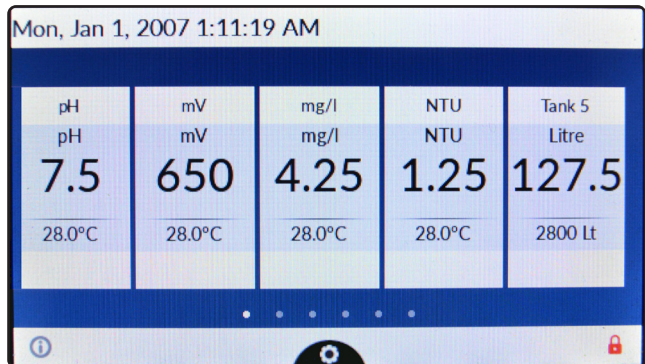 Mon, Jan 1, 2007 1:11:19 AM
pH mV mg/l NTU Tank 5
pH mV mg/l NTU Litre
7.5 650 4.25 1.25 127.5
28.0°C 28.0°C 28.0°C 28.0°C 2800 Lt